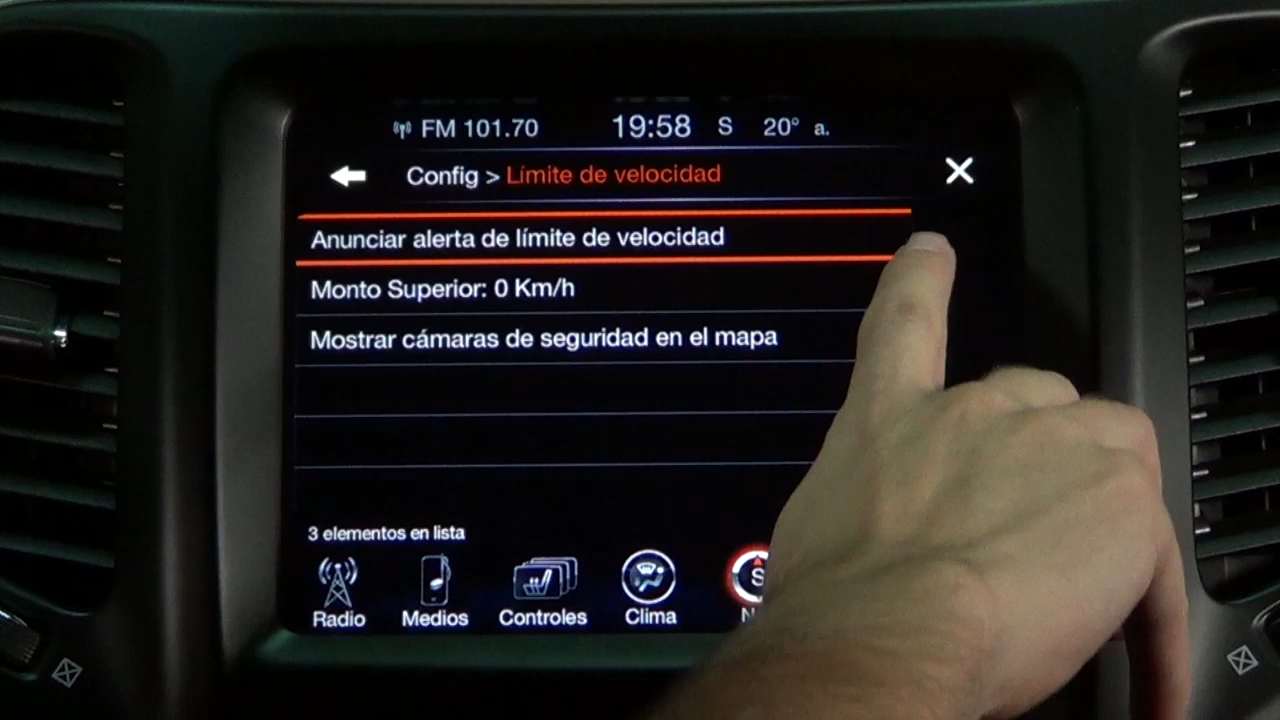 FM 101.70 19:58 S 20° a.
Config > Límite de velocidad
Anunciar alerta de límite de velocidad
Monto Superior: 0 Km/h
Mostrar cámaras de seguridad en el mapa
3 elementos en lista
S
Radio Medios Controles Clima